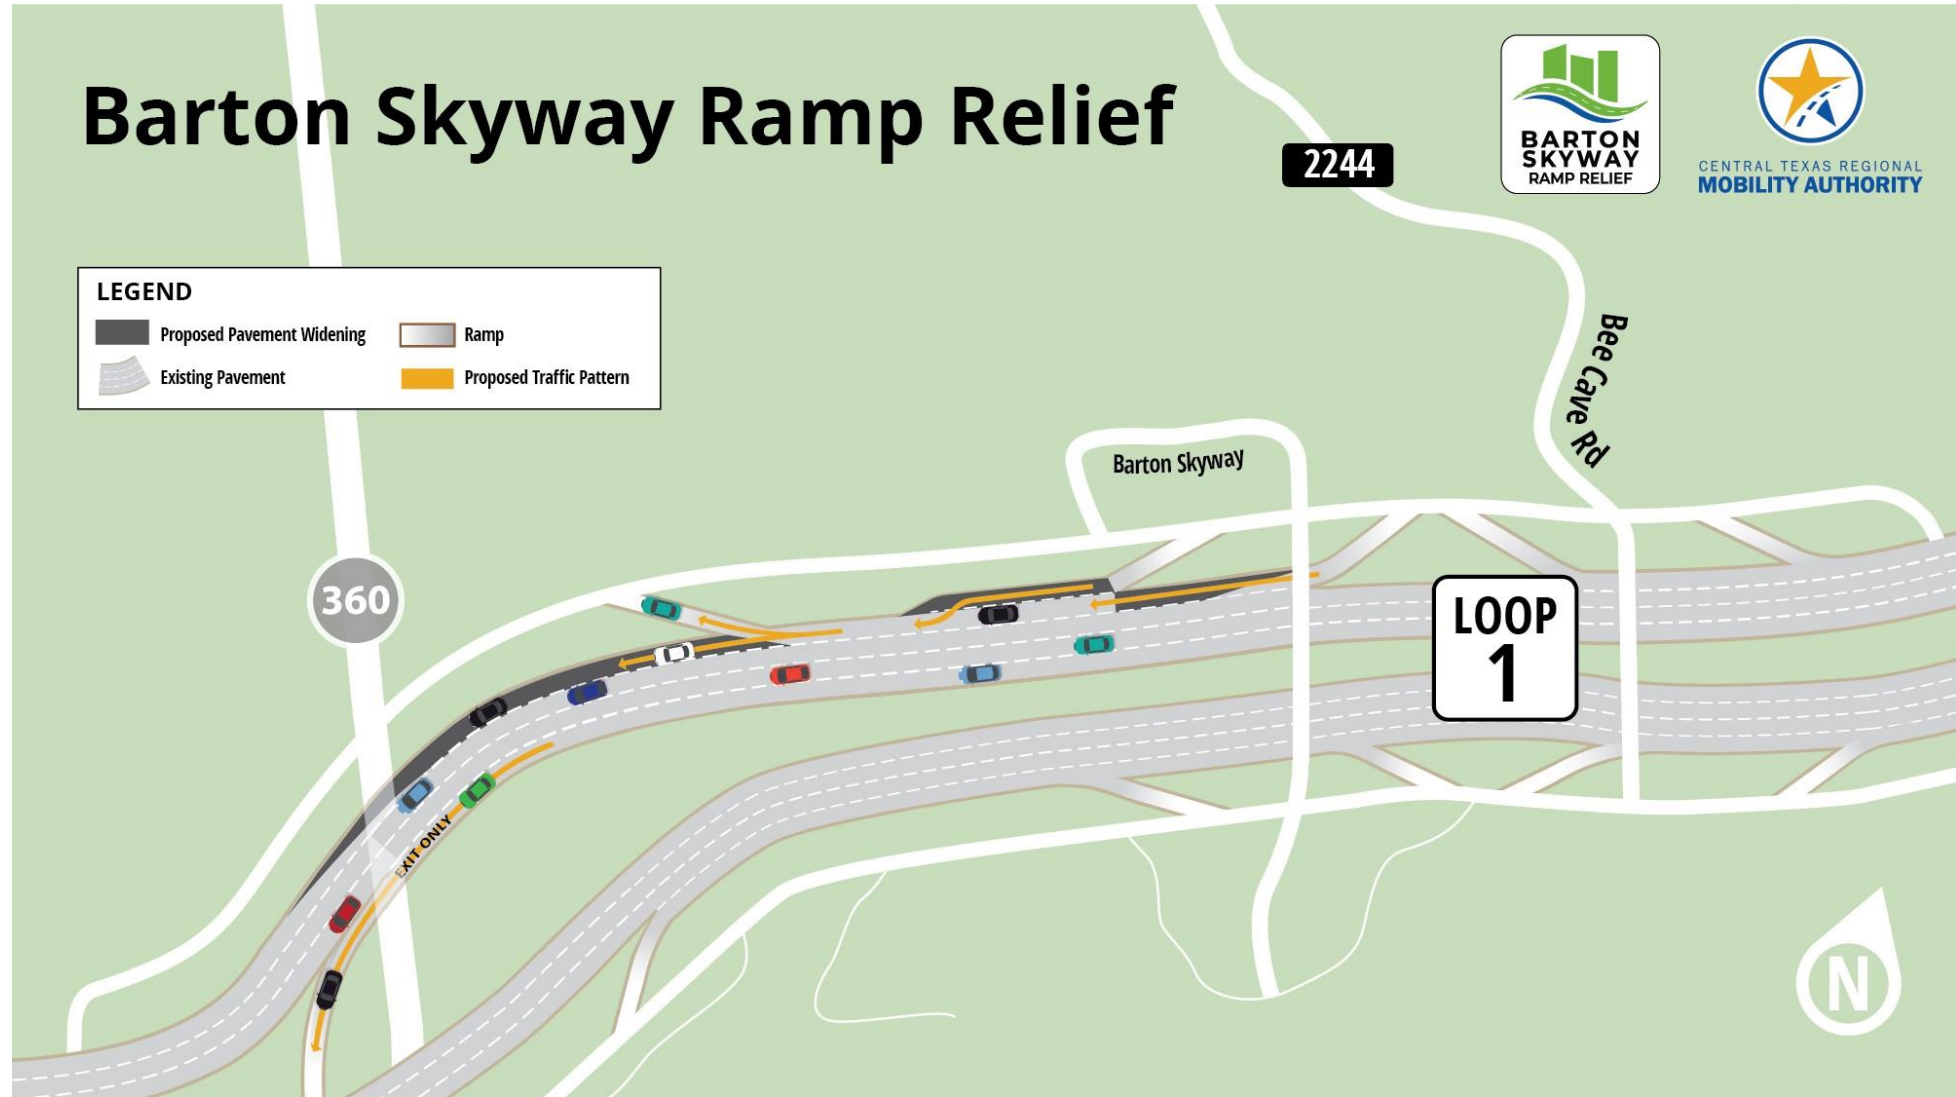 Barton Skyway Ramp Relief
2244
BARTON
SKYWAY
RAMP RELIEF
CENTRAL TEXAS REGIONAL
MOBILITY AUTHORITY
LEGEND
Proposed Pavement Widening
Ramp
Existing Pavement
Proposed Traffic Pattern
Bee Cave Rd
Barton Skyway
360
LOOP
1
EXIT ONLY
N